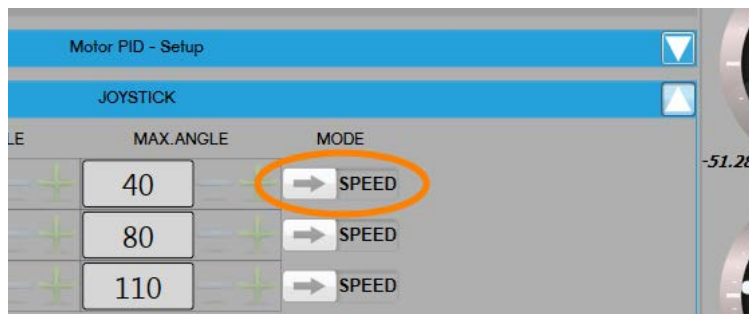 Motor PID - Setup
JOYSTICK
LE MAX.ANGLE MODE
40 SPEED
80 SPEED
110 SPEED
-51.28